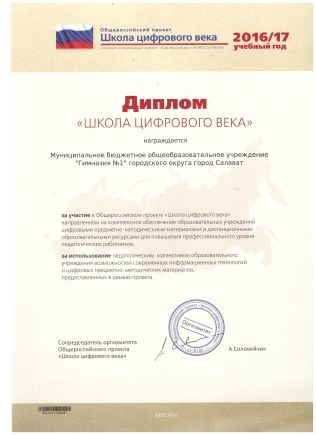 Общероссийский проект
Школа цифрового века
2016/17
учебный год
Диплом
«ШКОЛА ЦИФРОВОГО ВЕКА»
награждается
Муниципальное бюджетное общеобразовательное учреждение
"Гимназия №1" городского округа город Салават
за участие в Общероссийском проекте «Школа цифрового века»
направленном на комплексное обеспечение образовательных учреждений
цифровыми предметно-методическими материалами и дистанционными
образовательными ресурсами для повышения профессионального уровня
педагогических работников,
за использование педагогическим коллективом образовательного
учреждения возможностей современных информационных технологий
и цифровых предметно-методических материалов,
предоставленных в рамках проекта.
Сопредседатель оргкомитета
Общероссийского проекта
«Школа цифрового века»
Оргкомитет
А.Соловейчик
МОСКВА